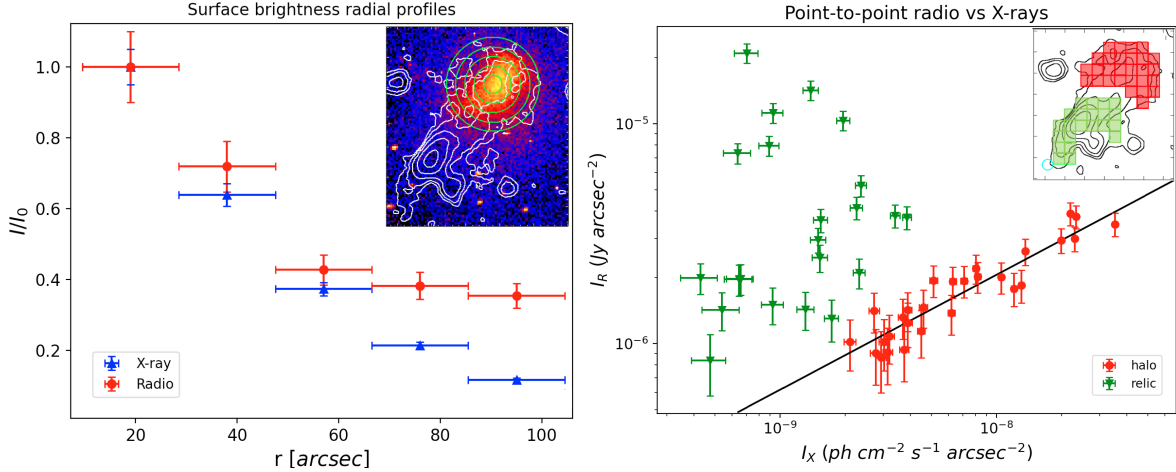 Surface brightness radial profiles
I/I₀
1.0
0.8
0.6
0.4
0.2
X-ray
Radio
20
40
60
80
100
r [arcsec]
Point-to-point radio vs X-rays
I_R (Jy arcsec⁻²)
10⁻⁵
10⁻⁶
halo
relic
10⁻⁹
10⁻⁸
I_X (ph cm⁻² s⁻¹ arcsec⁻²)